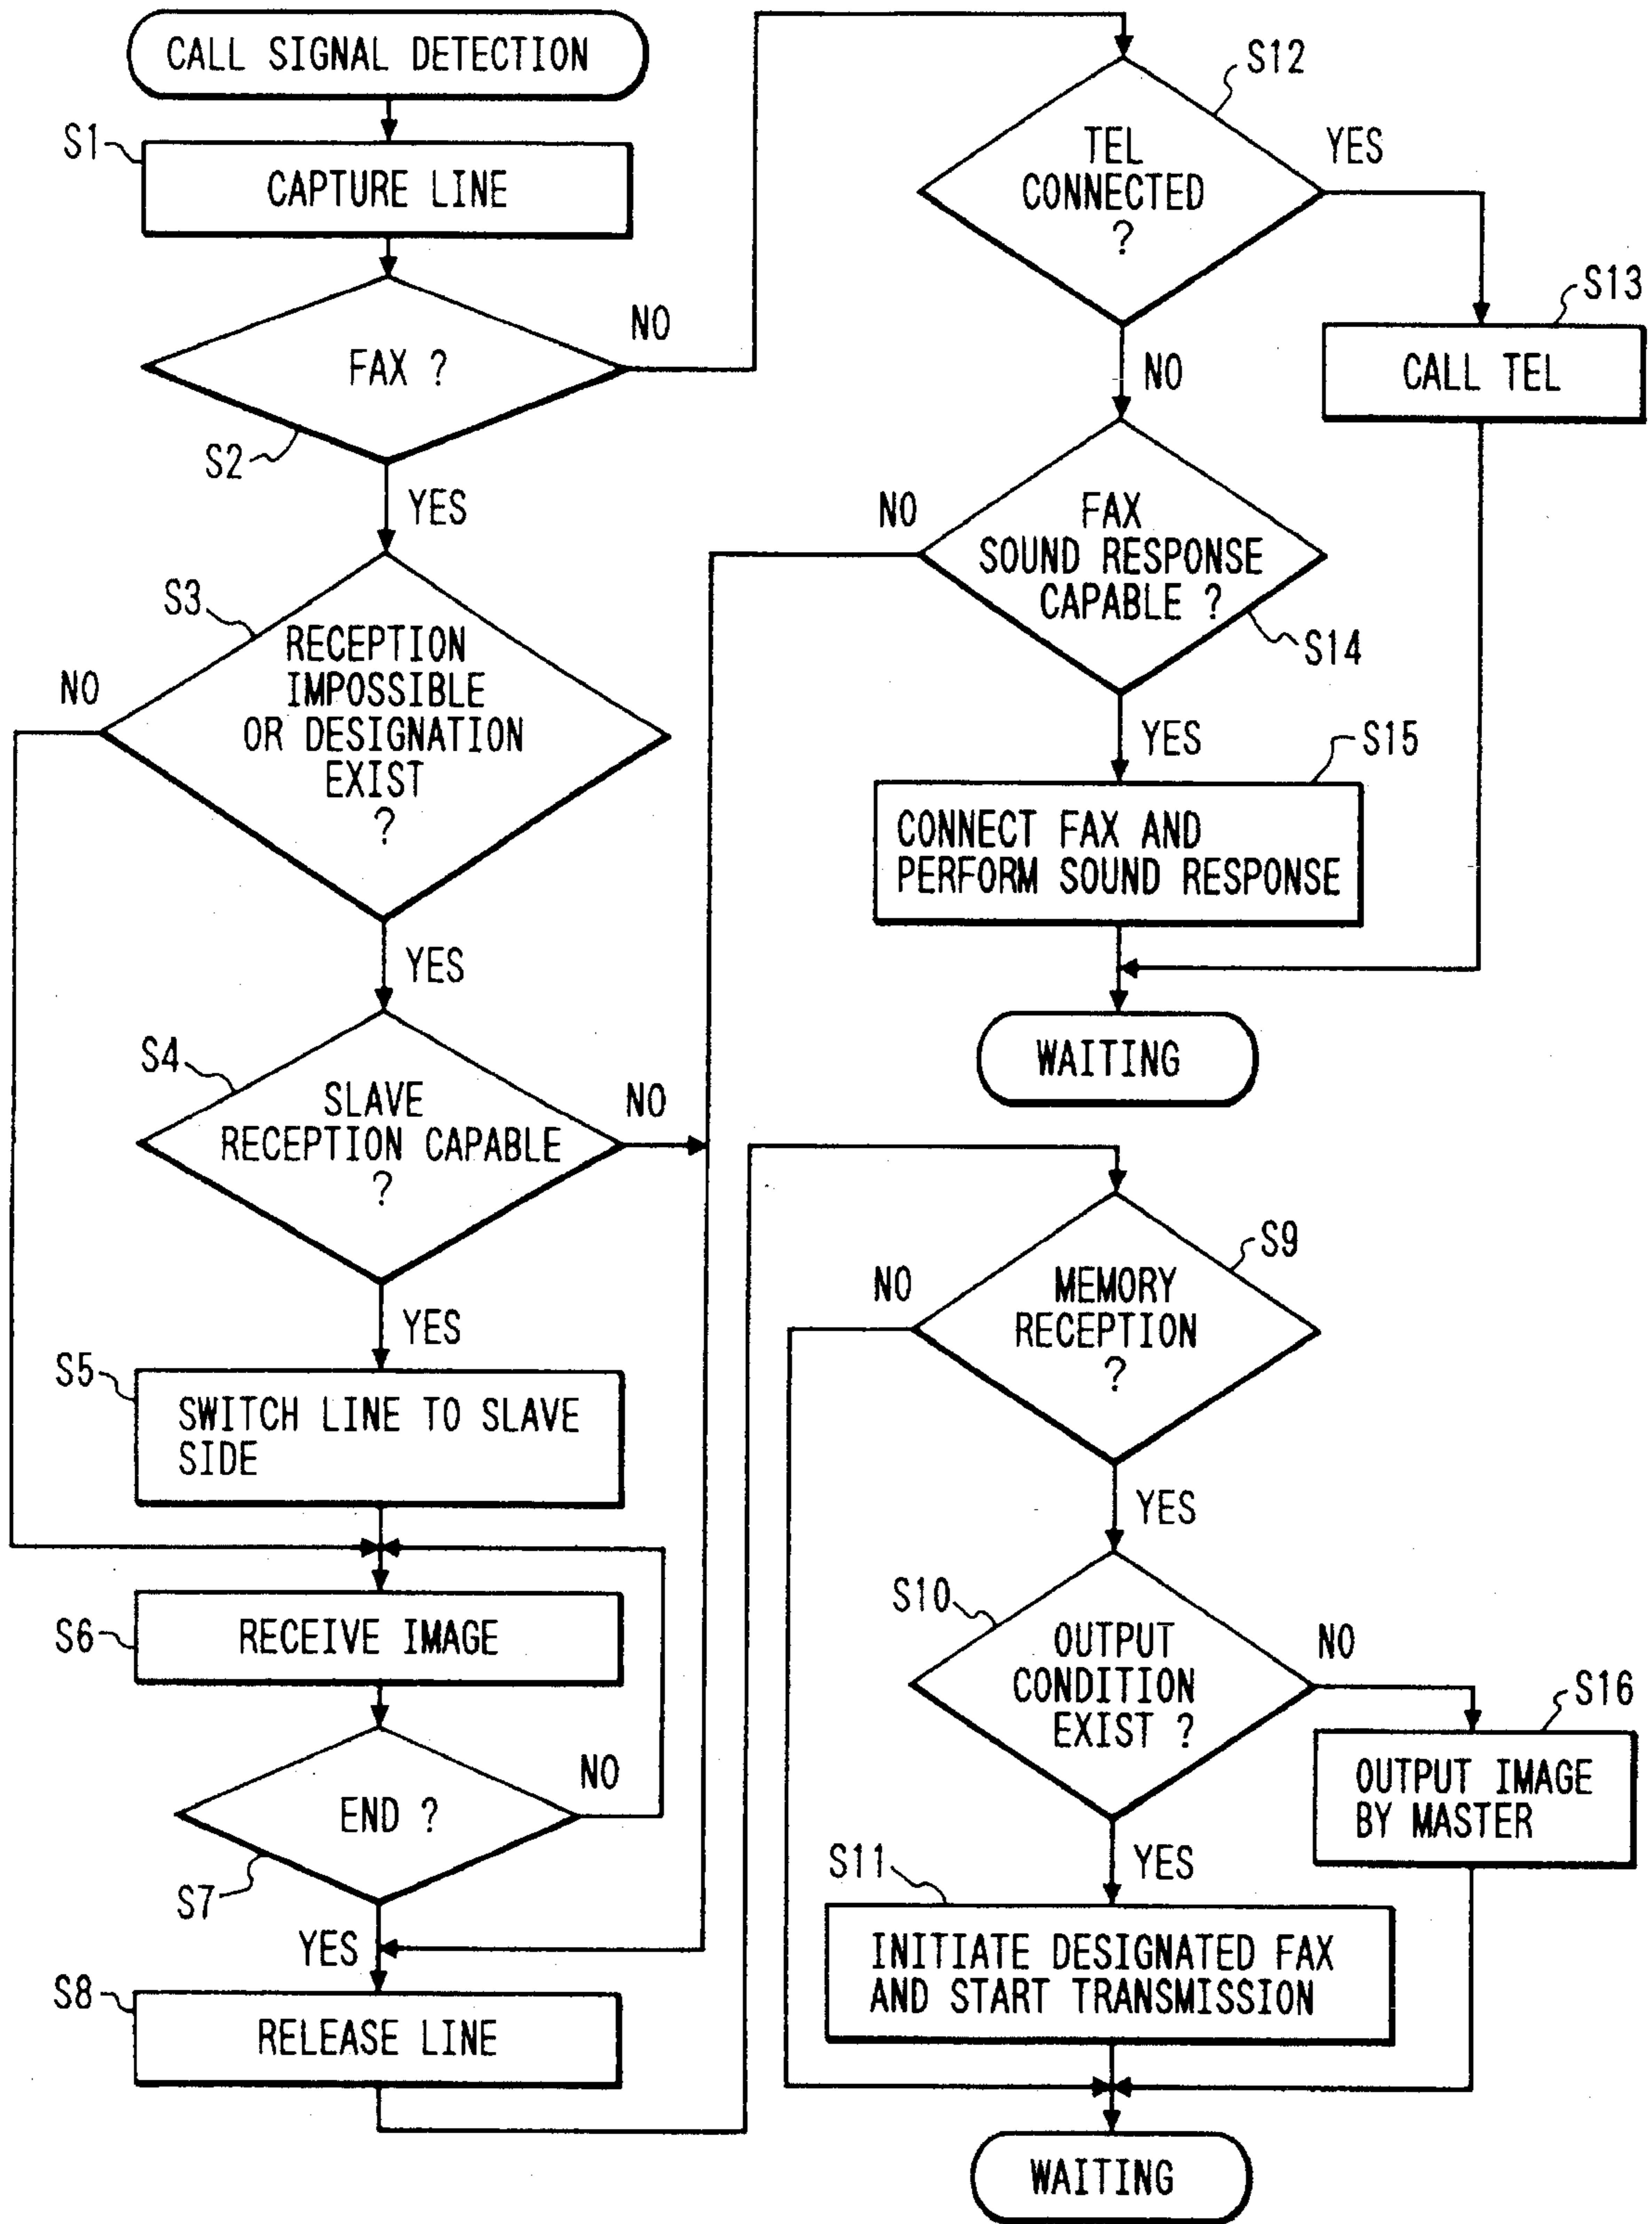 CALL SIGNAL DETECTION
S1
CAPTURE LINE
FAX ?
NO
S2
YES
S3
RECEPTION
IMPOSSIBLE
OR DESIGNATION
EXIST
?
NO
YES
S4
SLAVE
RECEPTION CAPABLE
?
NO
YES
S5
SWITCH LINE TO SLAVE
SIDE
S6
RECEIVE IMAGE
END ?
NO
S7
YES
S8
RELEASE LINE
S12
TEL
CONNECTED
?
YES
S13
CALL TEL
NO
NO
FAX
SOUND RESPONSE
CAPABLE ?
S14
YES
S15
CONNECT FAX AND
PERFORM SOUND RESPONSE
WAITING
S9
NO
MEMORY
RECEPTION
?
YES
S10
OUTPUT
CONDITION
EXIST ?
NO
S16
OUTPUT IMAGE
BY MASTER
YES
S11
INITIATE DESIGNATED FAX
AND START TRANSMISSION
WAITING